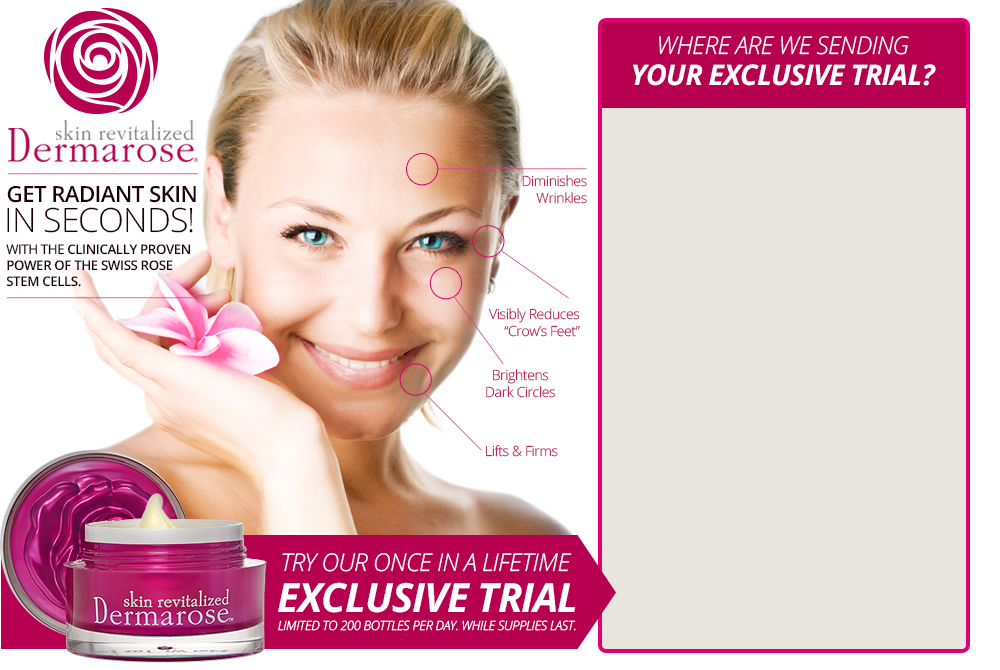 skin revitalized
Dermarose®
GET RADIANT SKIN
IN SECONDS!
WITH THE CLINICALLY PROVEN
POWER OF THE SWISS ROSE
STEM CELLS.
Diminishes
Wrinkles
Visibly Reduces
“Crow’s Feet”
Brightens
Dark Circles
Lifts & Firms
skin revitalized
Dermarose™
TRY OUR ONCE IN A LIFETIME
EXCLUSIVE TRIAL
LIMITED TO 200 BOTTLES PER DAY. WHILE SUPPLIES LAST.
WHERE ARE WE SENDING
YOUR EXCLUSIVE TRIAL?